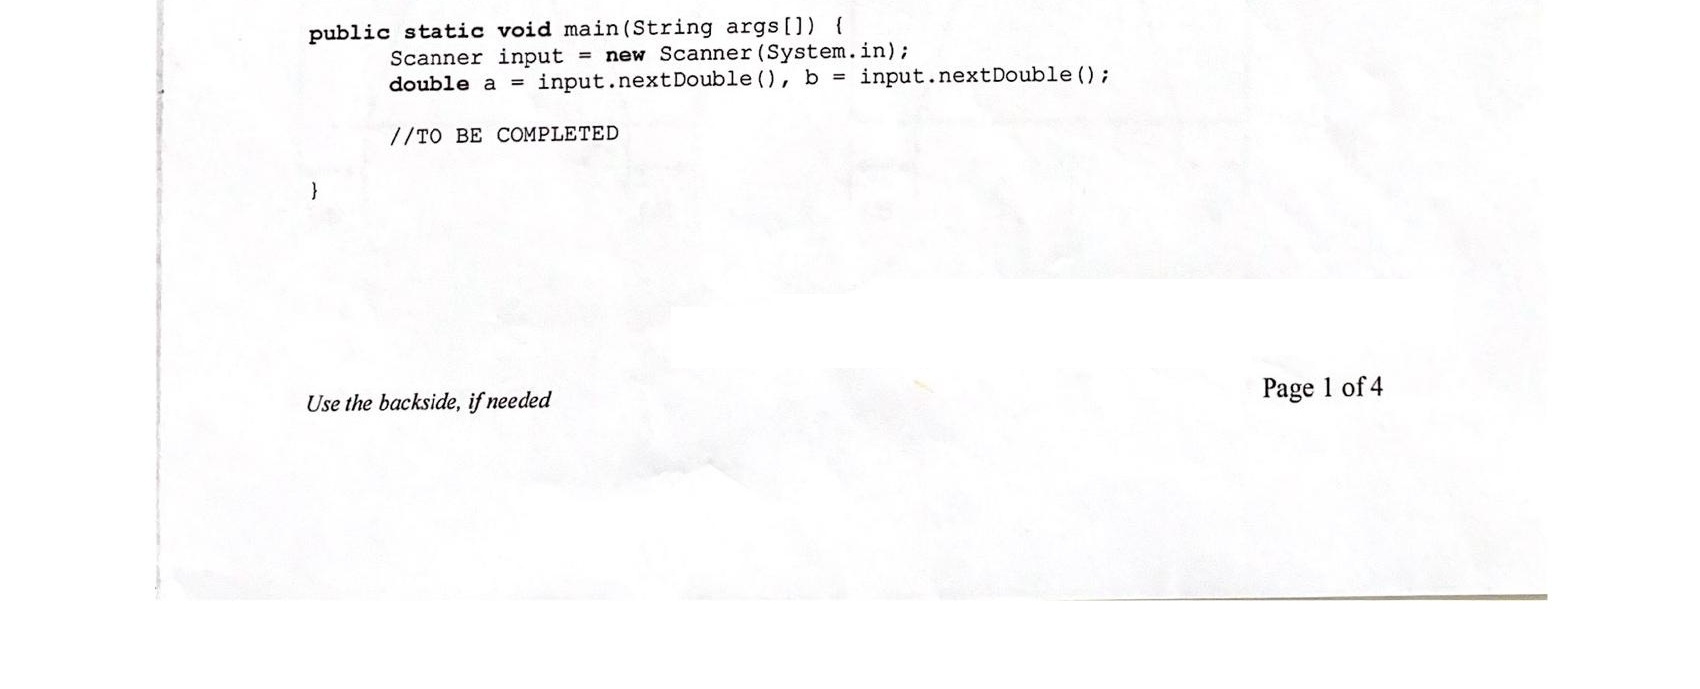 public static void main(String args[]) {
Scanner input = new Scanner(System.in);
double a = input.nextDouble(), b = input.nextDouble();
//TO BE COMPLETED
}
Use the backside, if needed
Page 1 of 4